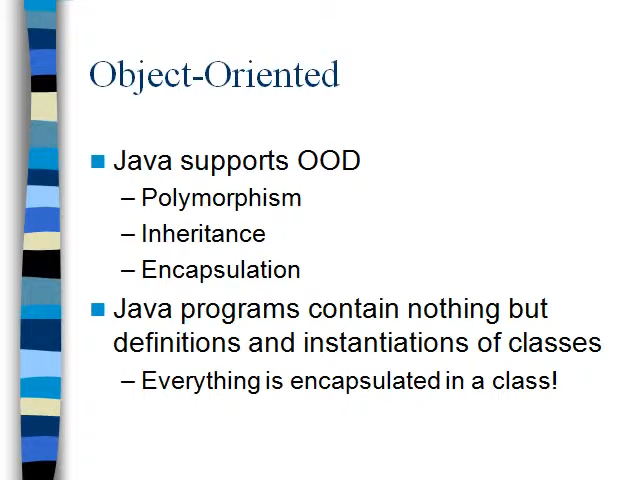 Object-Oriented
Java supports OOD
– Polymorphism
– Inheritance
– Encapsulation
Java programs contain nothing but
definitions and instantiations of classes
– Everything is encapsulated in a class!